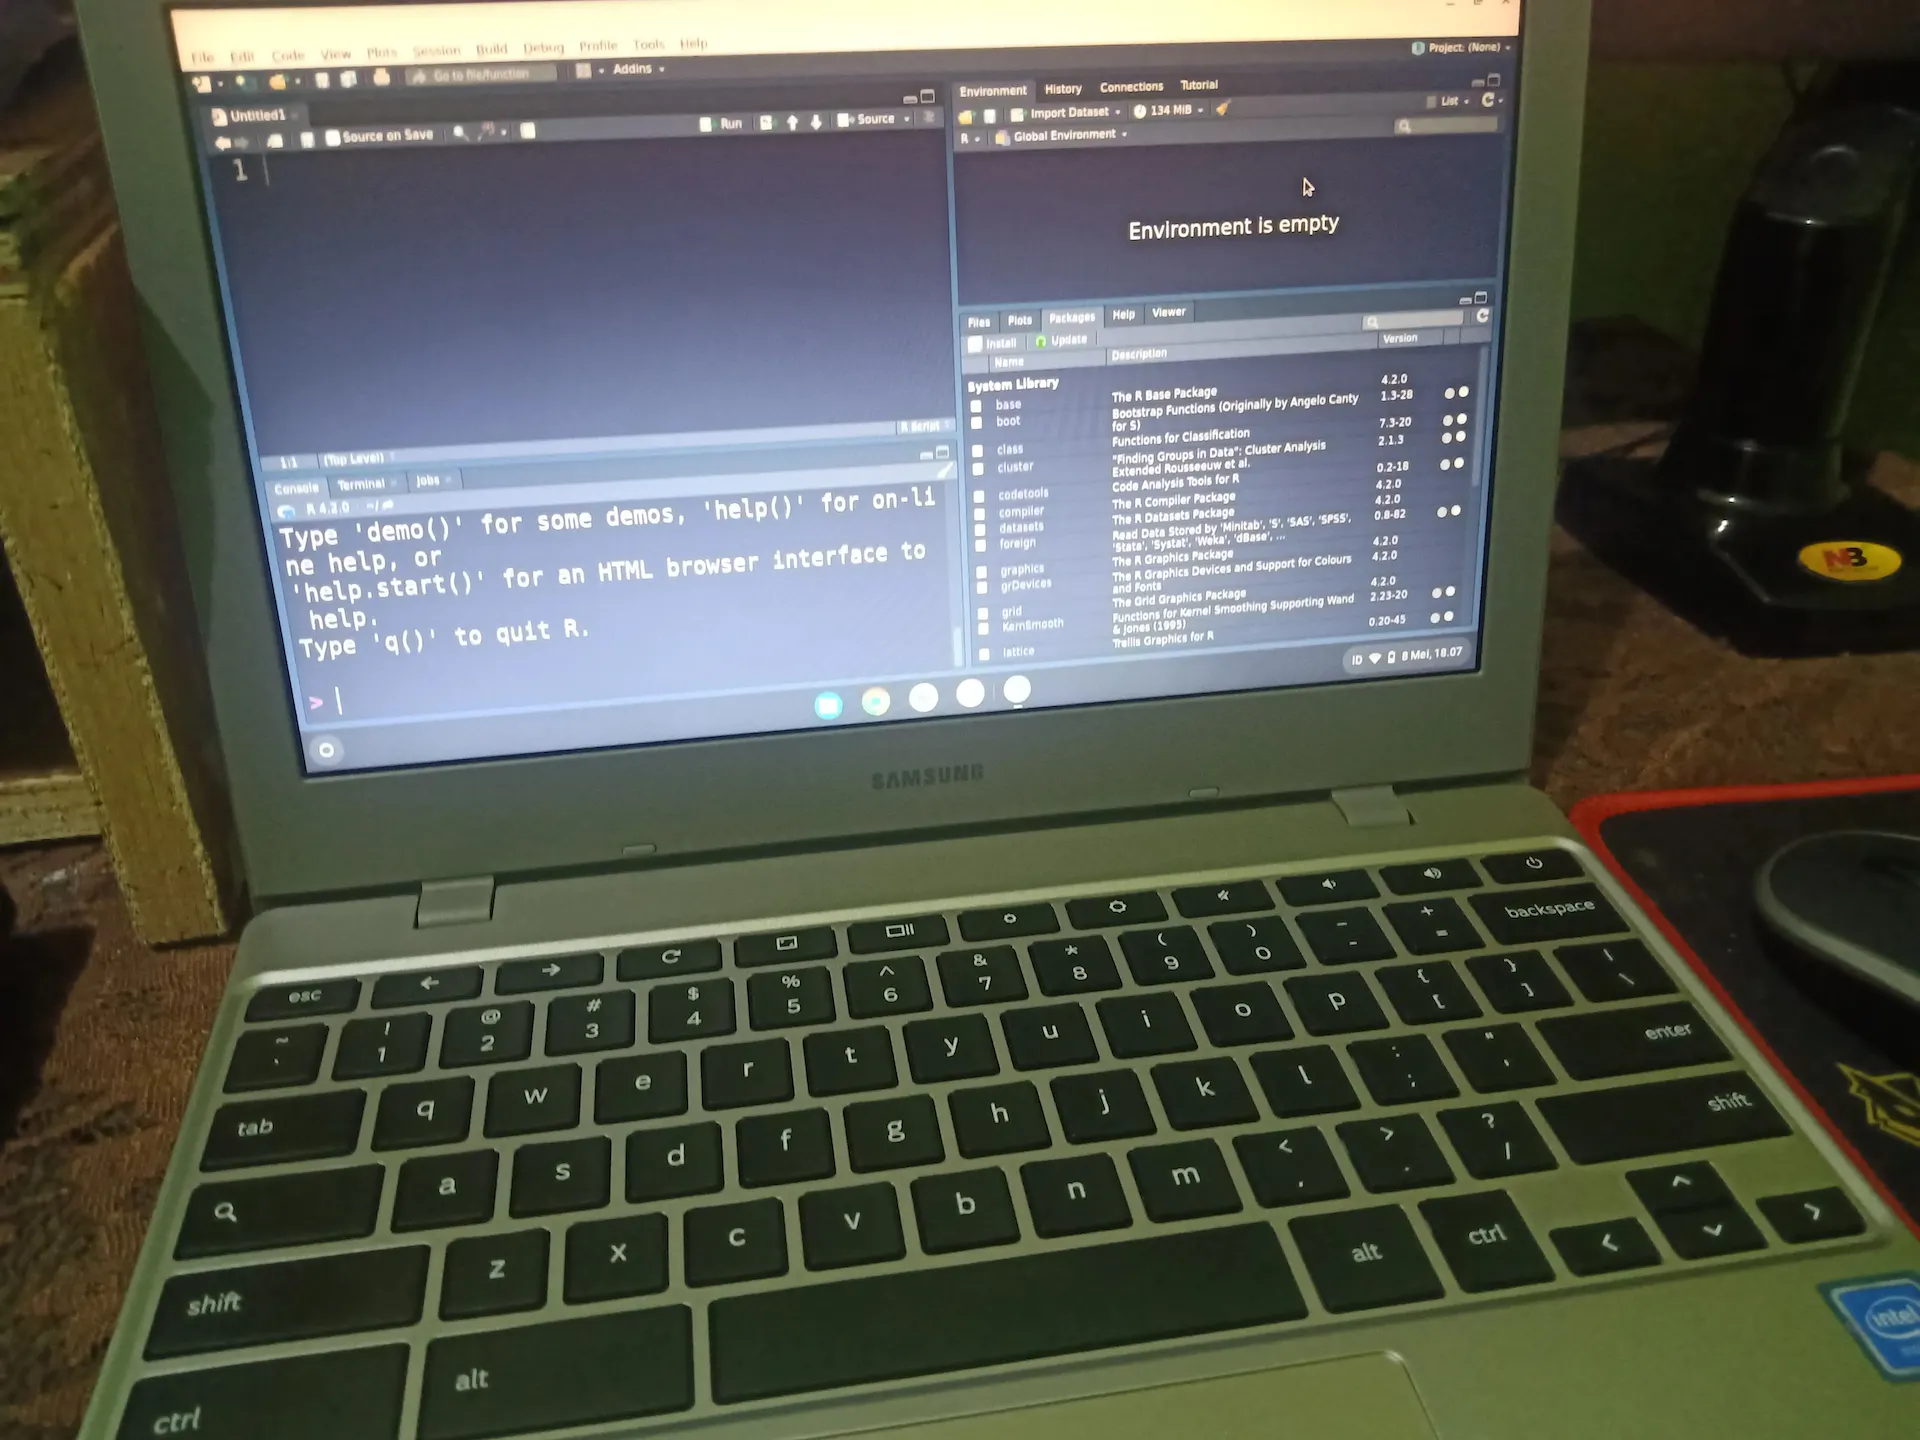 File Edit Code View Plots Session Build Debug Profile Tools Help
Project: (None)
Go to file/function Addins
Untitled1
Source on Save Run Source
1
1:1 (Top Level) R Script
Console Terminal Jobs
R 4.2.0 ~/
Type 'demo()' for some demos, 'help()' for on-li
ne help, or
'help.start()' for an HTML browser interface to
help.
Type 'q()' to quit R.
>
Environment History Connections Tutorial
Import Dataset 134 MiB List
R Global Environment
Environment is empty
Files Plots Packages Help Viewer
Install Update
Name Description Version
System Library
base The R Base Package 4.2.0
boot Bootstrap Functions (Originally by Angelo Canty 1.3-28
for S)
class Functions for Classification 7.3-20
cluster "Finding Groups in Data": Cluster Analysis 2.1.3
Extended Rousseeuw et al.
codetools Code Analysis Tools for R 0.2-18
compiler The R Compiler Package 4.2.0
datasets The R Datasets Package 4.2.0
foreign Read Data Stored by 'Minitab', 'S', 'SAS', 'SPSS', 0.8-82
'Stata', 'Systat', 'Weka', 'dBase', ...
graphics The R Graphics Package 4.2.0
grDevices The R Graphics Devices and Support for Colours 4.2.0
and Fonts
grid The Grid Graphics Package 4.2.0
KernSmooth Functions for Kernel Smoothing Supporting Wand 2.23-20
& Jones (1995)
lattice Trellis Graphics for R 0.20-45
ID 8 Mei, 18.07
SAMSUNG
NB
esc
~ ` ! 1 @ 2 # 3 $ 4 % 5 ^ 6 & 7 * 8 ( 9 ) 0 _ - + = backspace
tab q w e r t y u i o p { [ } ] | \
a s d f g h j k l : ; " ' enter
shift z x c v b n m < , > . ? / shift
ctrl alt alt ctrl
intel